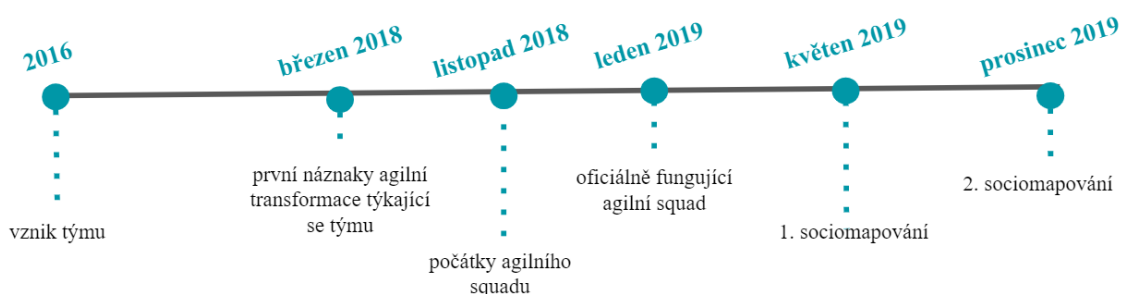 2016
březen 2018
listopad 2018
leden 2019
květen 2019
prosinec 2019
vznik týmu
první náznaky agilní
transformace týkající
se týmu
počátky agilního
squadu
oficiálně fungující
agilní squad
1. sociomapování
2. sociomapování